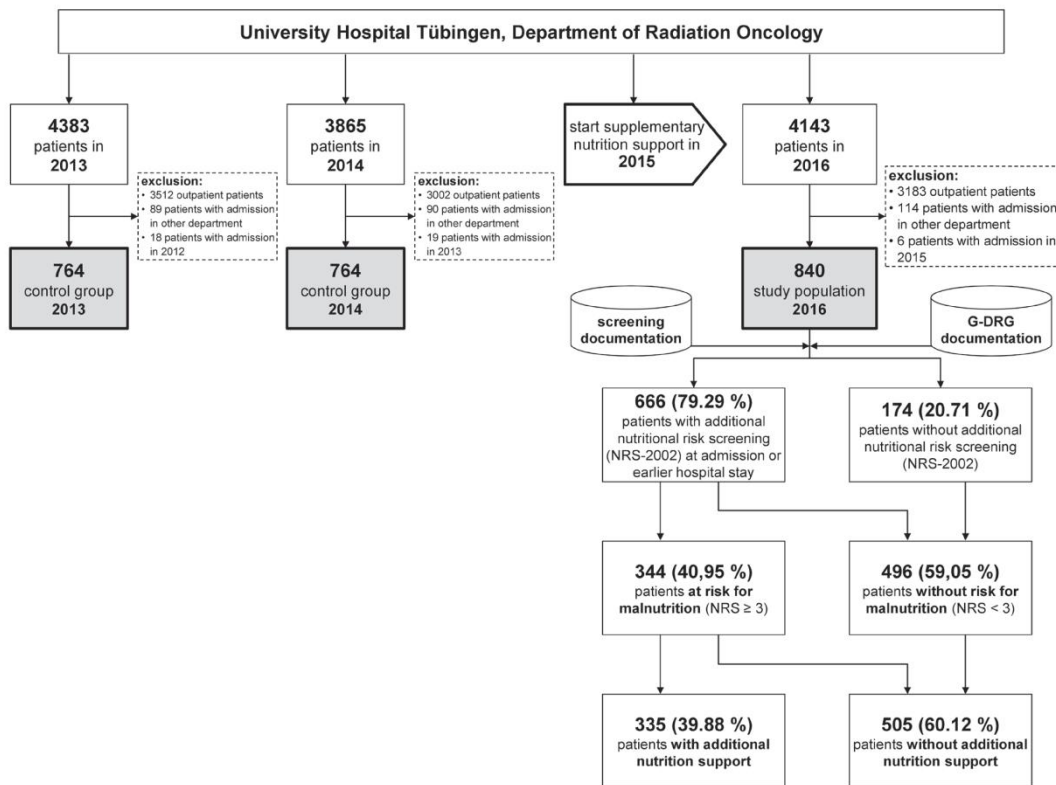 University Hospital Tübingen, Department of Radiation Oncology
4383
patients in
2013
3865
patients in
2014
start supplementary
nutrition support in
2015
4143
patients in
2016
exclusion:
• 3512 outpatient patients
• 89 patients with admission
in other department
• 18 patients with admission
in 2012
exclusion:
• 3002 outpatient patients
• 90 patients with admission
in other department
• 19 patients with admission
in 2013
exclusion:
• 3183 outpatient patients
• 114 patients with admission
in other department
• 6 patients with admission in
2015
764
control group
2013
764
control group
2014
840
study population
2016
screening
documentation
G-DRG
documentation
666 (79.29 %)
patients with additional
nutritional risk screening
(NRS-2002) at admission or
earlier hospital stay
174 (20.71 %)
patients without additional
nutritional risk screening
(NRS-2002)
344 (40,95 %)
patients at risk for
malnutrition (NRS ≥ 3)
496 (59,05 %)
patients without risk for
malnutrition (NRS < 3)
335 (39.88 %)
patients with additional
nutrition support
505 (60.12 %)
patients without additional
nutrition support